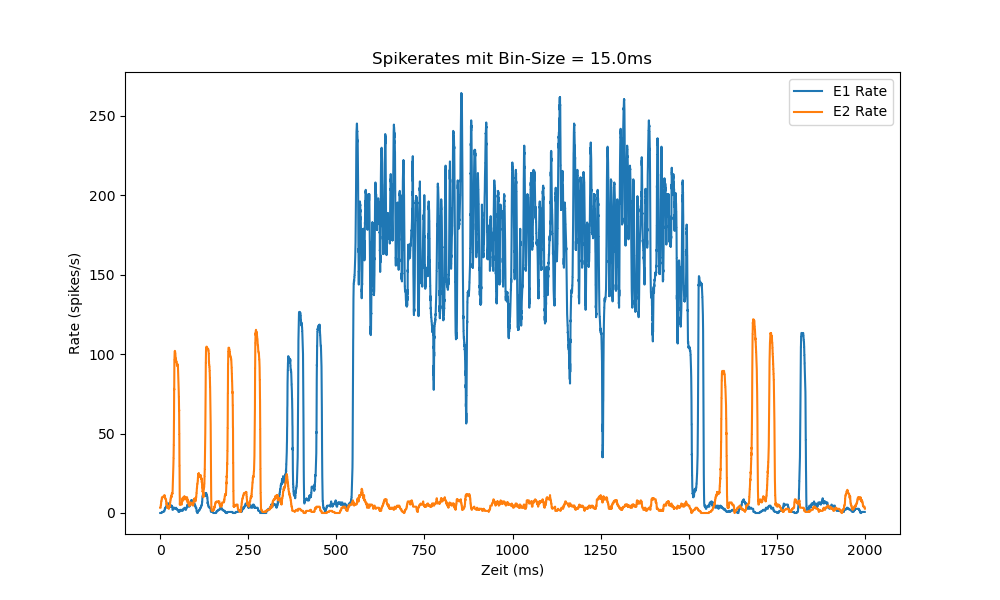 Spikerates mit Bin-Size = 15.0ms
E1 Rate
E2 Rate
Rate (spikes/s)
250
200
150
100
50
0
0 250 500 750 1000 1250 1500 1750 2000
Zeit (ms)